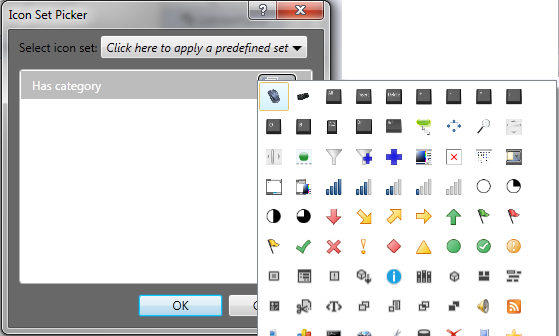 Icon Set Picker
Select icon set: Click here to apply a predefined set
Has category
OK